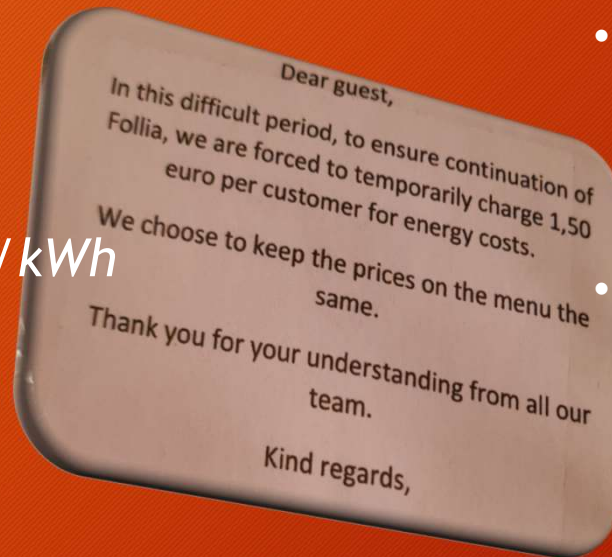 Dear guest,
In this difficult period, to ensure continuation of
Follia, we are forced to temporarily charge 1,50
euro per customer for energy costs.
/kWh
We choose to keep the prices on the menu the
same.
Thank you for your understanding from all our
team.
Kind regards,